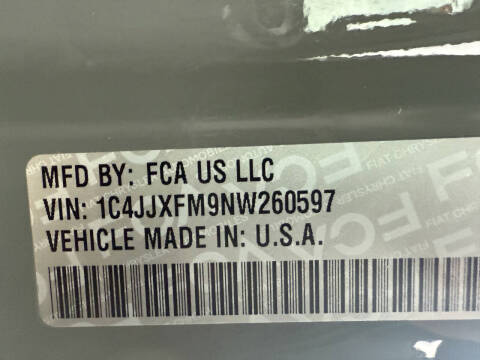 MFD BY: FCA US LLC
VIN: 1C4JJXFM9NW260597
VEHICLE MADE IN: U.S.A.